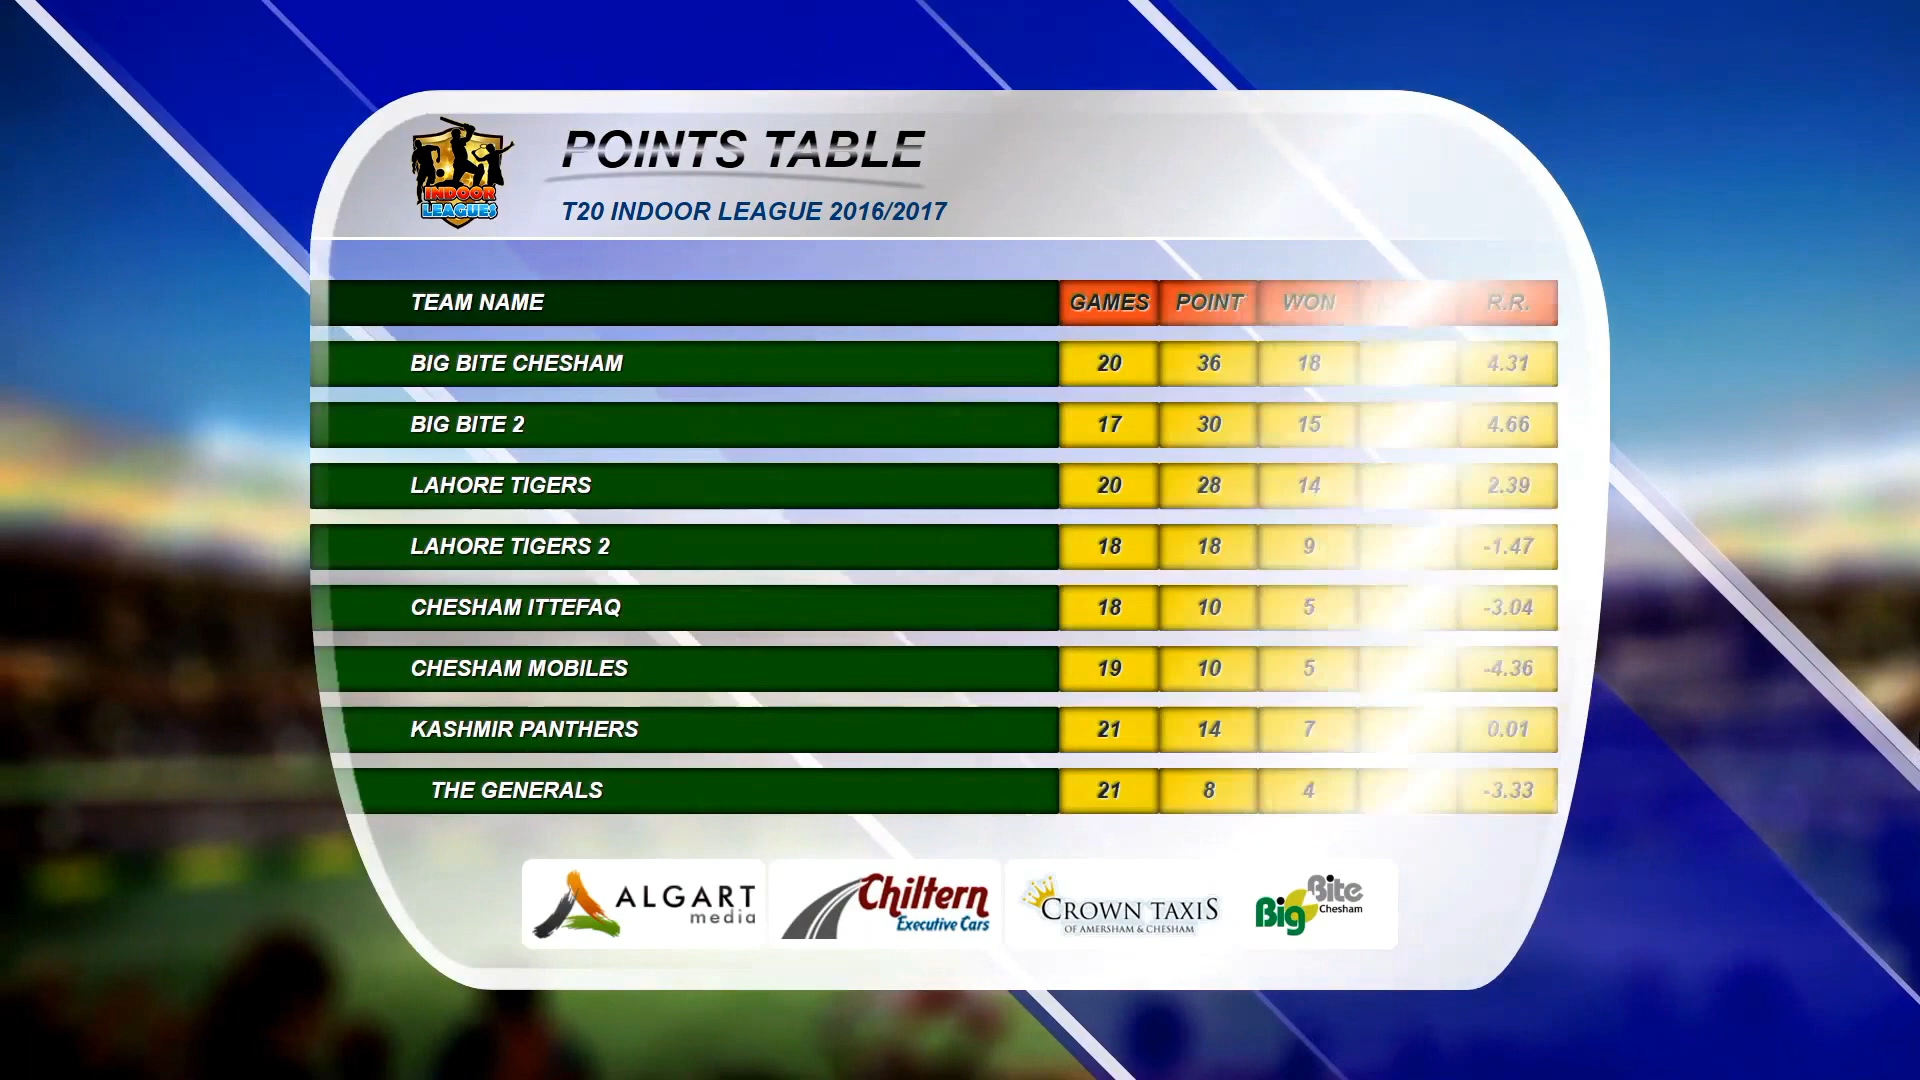 INDOOR
LEAGUES
POINTS TABLE
T20 INDOOR LEAGUE 2016/2017
TEAM NAME GAMES POINT WON R.R.
BIG BITE CHESHAM 20 36 18 4.31
BIG BITE 2 17 30 15 4.66
LAHORE TIGERS 20 28 14 2.39
LAHORE TIGERS 2 18 18 9 -1.47
CHESHAM ITTEFAQ 18 10 5 -3.04
CHESHAM MOBILES 19 10 5 -4.36
KASHMIR PANTHERS 21 14 7 0.01
THE GENERALS 21 8 4 -3.33
ALGART
media
Chiltern
Executive Cars
CROWN TAXIS
OF AMERSHAM & CHESHAM
Big Bite
Chesham